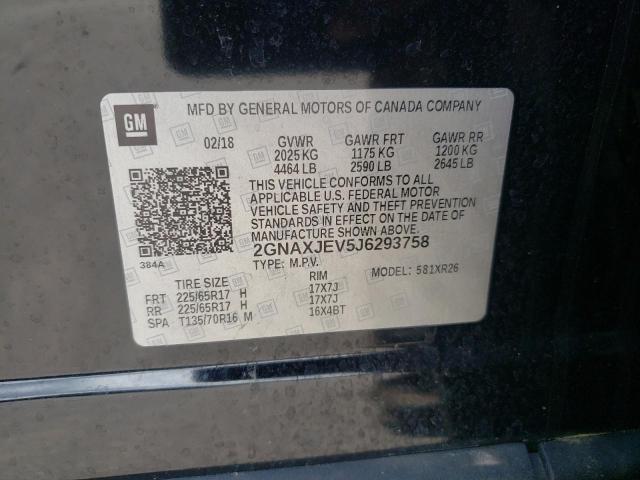 GM
MFD BY GENERAL MOTORS OF CANADA COMPANY
02/18 GVWR GAWR FRT GAWR RR
2025 KG 1175 KG 1200 KG
4464 LB 2590 LB 2645 LB
THIS VEHICLE CONFORMS TO ALL
APPLICABLE U.S. FEDERAL MOTOR
VEHICLE SAFETY AND THEFT PREVENTION
STANDARDS IN EFFECT ON THE DATE OF
MANUFACTURE SHOWN ABOVE.
2GNAXJEV5J6293758
384A TYPE: M.P.V. MODEL: 581XR26
TIRE SIZE RIM
FRT 225/65R17 H 17X7J
RR 225/65R17 H 17X7J
SPA T135/70R16 M 16X4BT